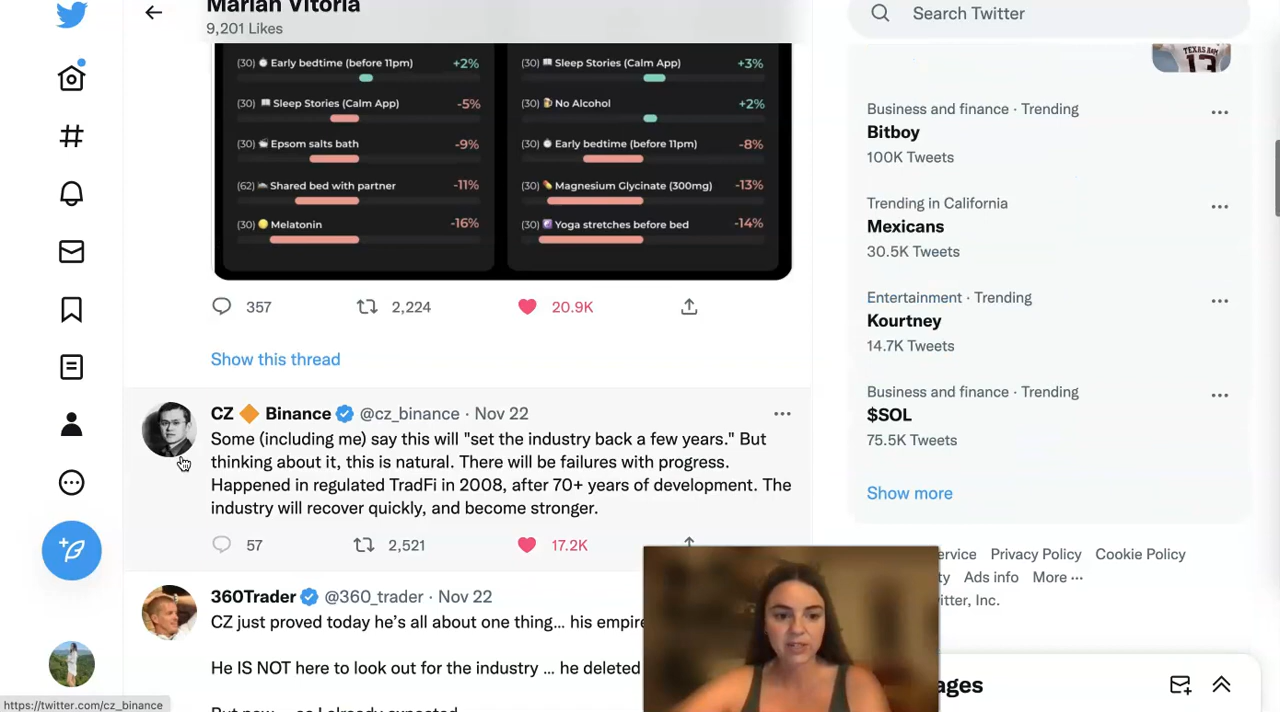 Marian Vitoria
9,201 Likes
(30) Early bedtime (before 11pm) +2%
(30) Sleep Stories (Calm App) -5%
(30) Epsom salts bath -9%
(62) Shared bed with partner -11%
(30) Melatonin -16%
(30) Sleep Stories (Calm App) +3%
(30) No Alcohol +2%
(30) Early bedtime (before 11pm) -8%
(30) Magnesium Glycinate (300mg) -13%
(30) Yoga stretches before bed -14%
357 2,224 20.9K
Show this thread
CZ 🔶 Binance @cz_binance · Nov 22
Some (including me) say this will "set the industry back a few years." But
thinking about it, this is natural. There will be failures with progress.
Happened in regulated TradFi in 2008, after 70+ years of development. The
industry will recover quickly, and become stronger.
57 2,521 17.2K
360Trader @360_trader · Nov 22
CZ just proved today he's all about one thing… his empire
He IS NOT here to look out for the industry … he deleted
https://twitter.com/cz_binance
Search Twitter
TEXAS
13
Business and finance · Trending
Bitboy
100K Tweets
Trending in California
Mexicans
30.5K Tweets
Entertainment · Trending
Kourtney
14.7K Tweets
Business and finance · Trending
$SOL
75.5K Tweets
Show more
ervice Privacy Policy Cookie Policy
ty Ads info More ···
itter, Inc.
ages